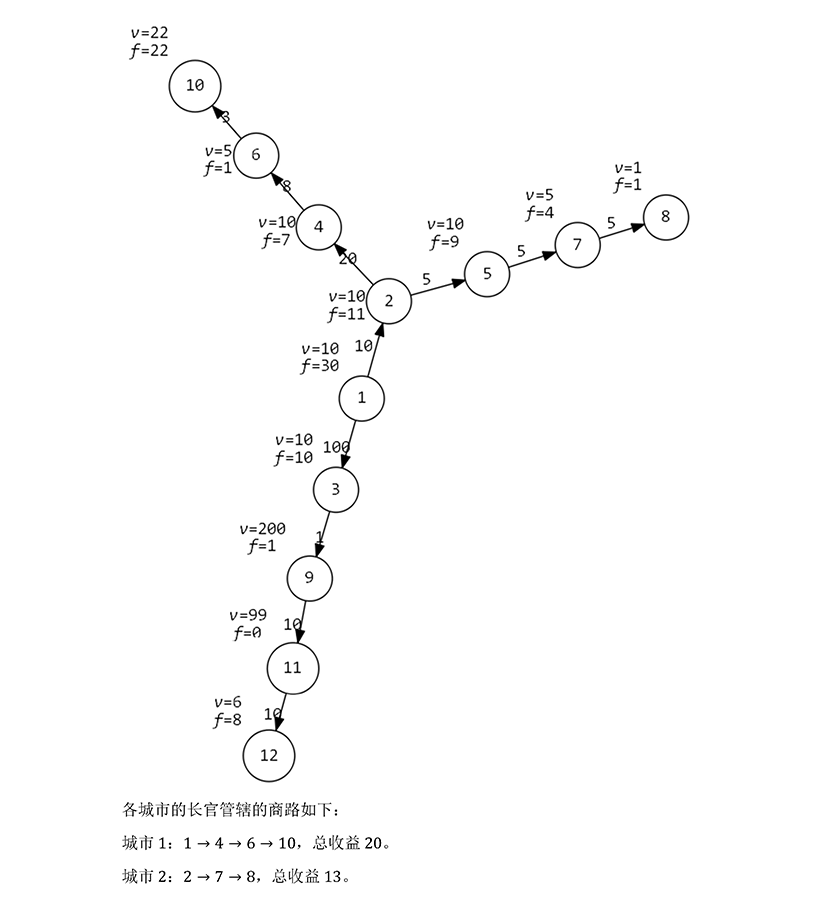 v=22
f=22
10
3
v=5
f=1
6
8
v=10
f=7
4
20
v=10
f=9
5
v=5
f=4
7
v=1
f=1
8
5
5
5
v=10
f=11
2
v=10
f=30
10
1
v=10
f=10
100
3
v=200
f=1
1
9
v=99
f=0
10
11
v=6
f=8
10
12
各城市的长官管辖的商路如下：
城市 1：1 → 4 → 6 → 10，总收益 20。
城市 2：2 → 7 → 8，总收益 13。